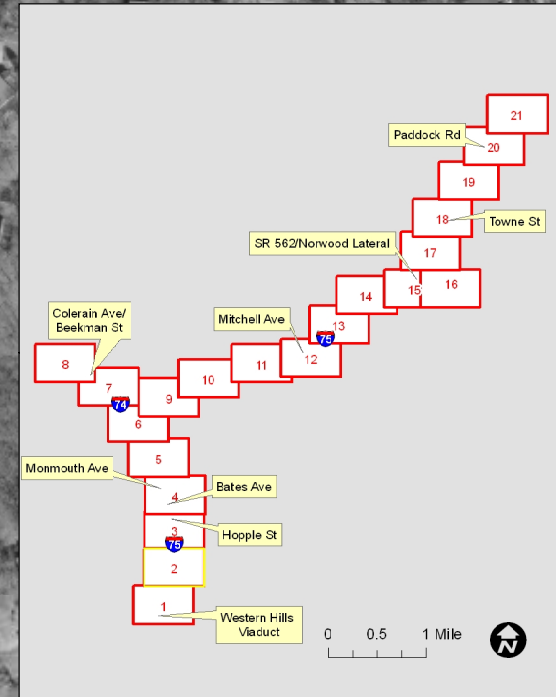 21
Paddock Rd
20
19
18
Towne St
17
SR 562/Norwood Lateral
15
16
14
Mitchell Ave
13
75
12
Colerain Ave/
Beekman St
8
7
74
11
10
9
6
5
Monmouth Ave
4
Bates Ave
3
Hopple St
75
2
1
Western Hills
Viaduct
0 0.5 1 Mile
N